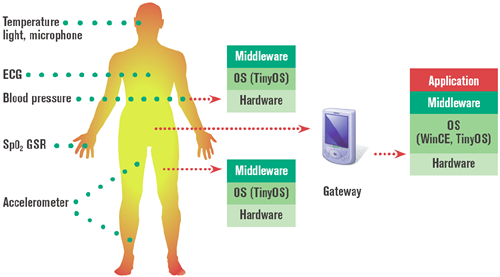 Temperature
light, microphone
ECG
Blood pressure
SpO₂ GSR
Accelerometer
Middleware
OS (TinyOS)
Hardware
Middleware
OS (TinyOS)
Hardware
Gateway
Application
Middleware
OS
(WinCE, TinyOS)
Hardware